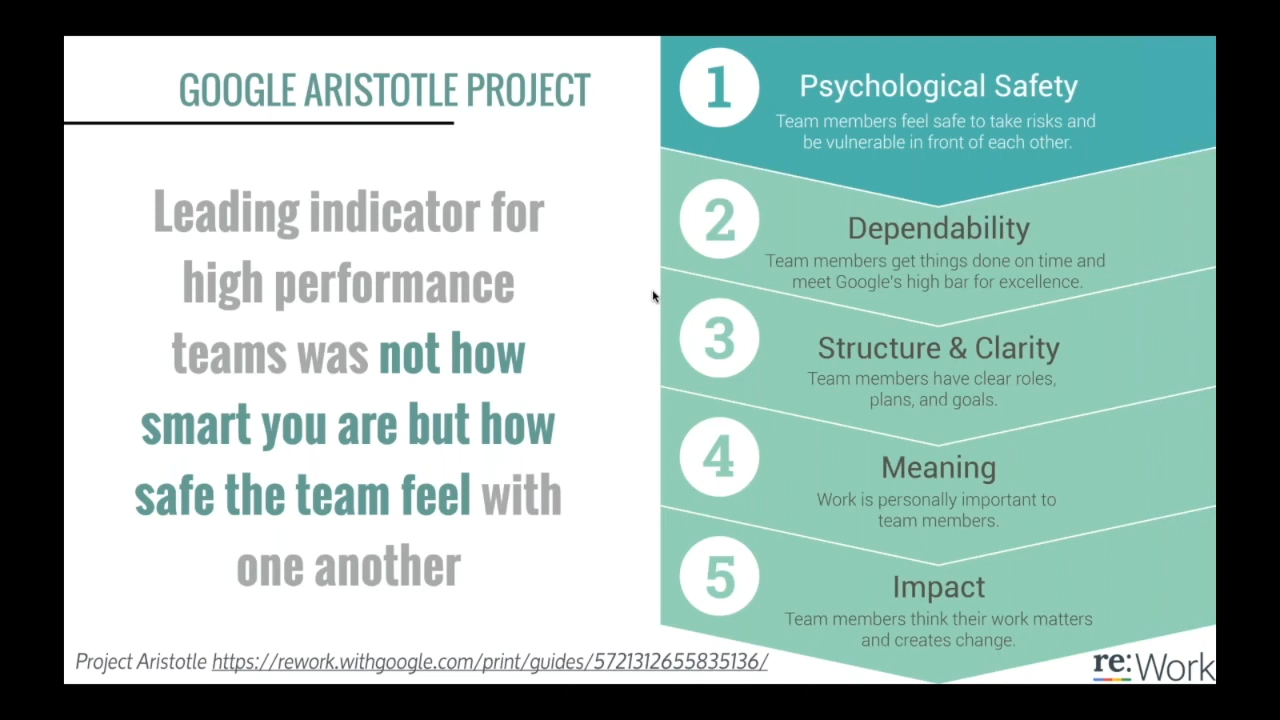 GOOGLE ARISTOTLE PROJECT
Leading indicator for
high performance
teams was not how
smart you are but how
safe the team feel with
one another
1
Psychological Safety
Team members feel safe to take risks and
be vulnerable in front of each other.
2
Dependability
Team members get things done on time and
meet Google's high bar for excellence.
3
Structure & Clarity
Team members have clear roles,
plans, and goals.
4
Meaning
Work is personally important to
team members.
5
Impact
Team members think their work matters
and creates change.
Project Aristotle https://rework.withgoogle.com/print/guides/5721312655835136/
re:Work